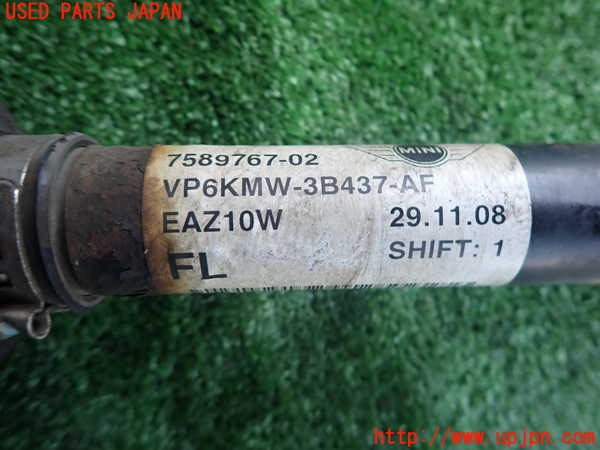 USED PARTS JAPAN
MINI
7589767-02
VP6KMW-3B437-AF
EAZ10W 29.11.08
FL SHIFT: 1
(C) U-Parts
http://www.upjpn.com/